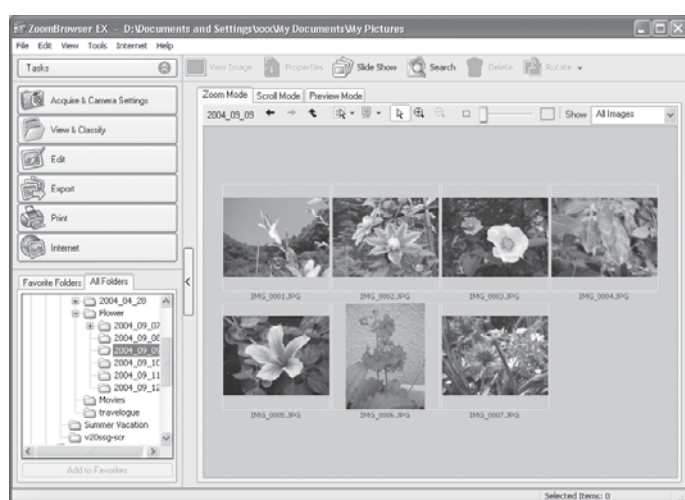 ZoomBrowser EX - D:\Documents and Settings\xxx\My Documents\My Pictures
File Edit View Tools Internet Help
Tasks
View Image Properties Slide Show Search Delete Rotate
Acquire & Camera Settings
View & Classify
Edit
Export
Print
Internet
Zoom Mode Scroll Mode Preview Mode
2004_09_09 Show All Images
IMG_0001.JPG IMG_0002.JPG IMG_0003.JPG IMG_0004.JPG
IMG_0005.JPG IMG_0006.JPG IMG_0007.JPG
Favorite Folders All Folders
2004_04_28
Flower
2004_09_07
2004_09_08
2004_09_09
2004_09_10
2004_09_11
2004_09_12
Movies
travelogue
Summer Vacation
v20ssg-scr
Add to Favorites
Selected Items: 0